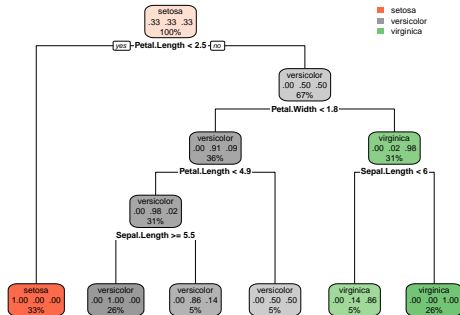 setosa
.33 .33 .33
100%
setosa
versicolor
virginica
yes Petal.Length < 2.5 no
versicolor
.00 .50 .50
67%
Petal.Width < 1.8
versicolor
.00 .91 .09
36%
virginica
.00 .02 .98
31%
Petal.Length < 4.9
Sepal.Length < 6
versicolor
.00 .98 .02
31%
Sepal.Length >= 5.5
setosa
1.00 .00 .00
33%
versicolor
.00 1.00 .00
26%
versicolor
.00 .86 .14
5%
versicolor
.00 .50 .50
5%
virginica
.00 .14 .86
5%
virginica
.00 .00 1.00
26%